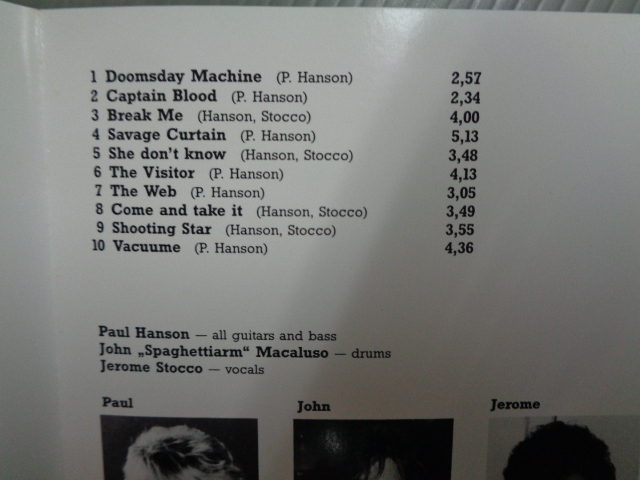 1 Doomsday Machine (P. Hanson) 2,57
2 Captain Blood (P. Hanson) 2,34
3 Break Me (Hanson, Stocco) 4,00
4 Savage Curtain (P. Hanson) 5,13
5 She don't know (Hanson, Stocco) 3,48
6 The Visitor (P. Hanson) 4,13
7 The Web (P. Hanson) 3,05
8 Come and take it (Hanson, Stocco) 3,49
9 Shooting Star (Hanson, Stocco) 3,55
10 Vacuume (P. Hanson) 4,36
Paul Hanson — all guitars and bass
John „Spaghettiarm“ Macaluso — drums
Jerome Stocco — vocals
Paul John Jerome